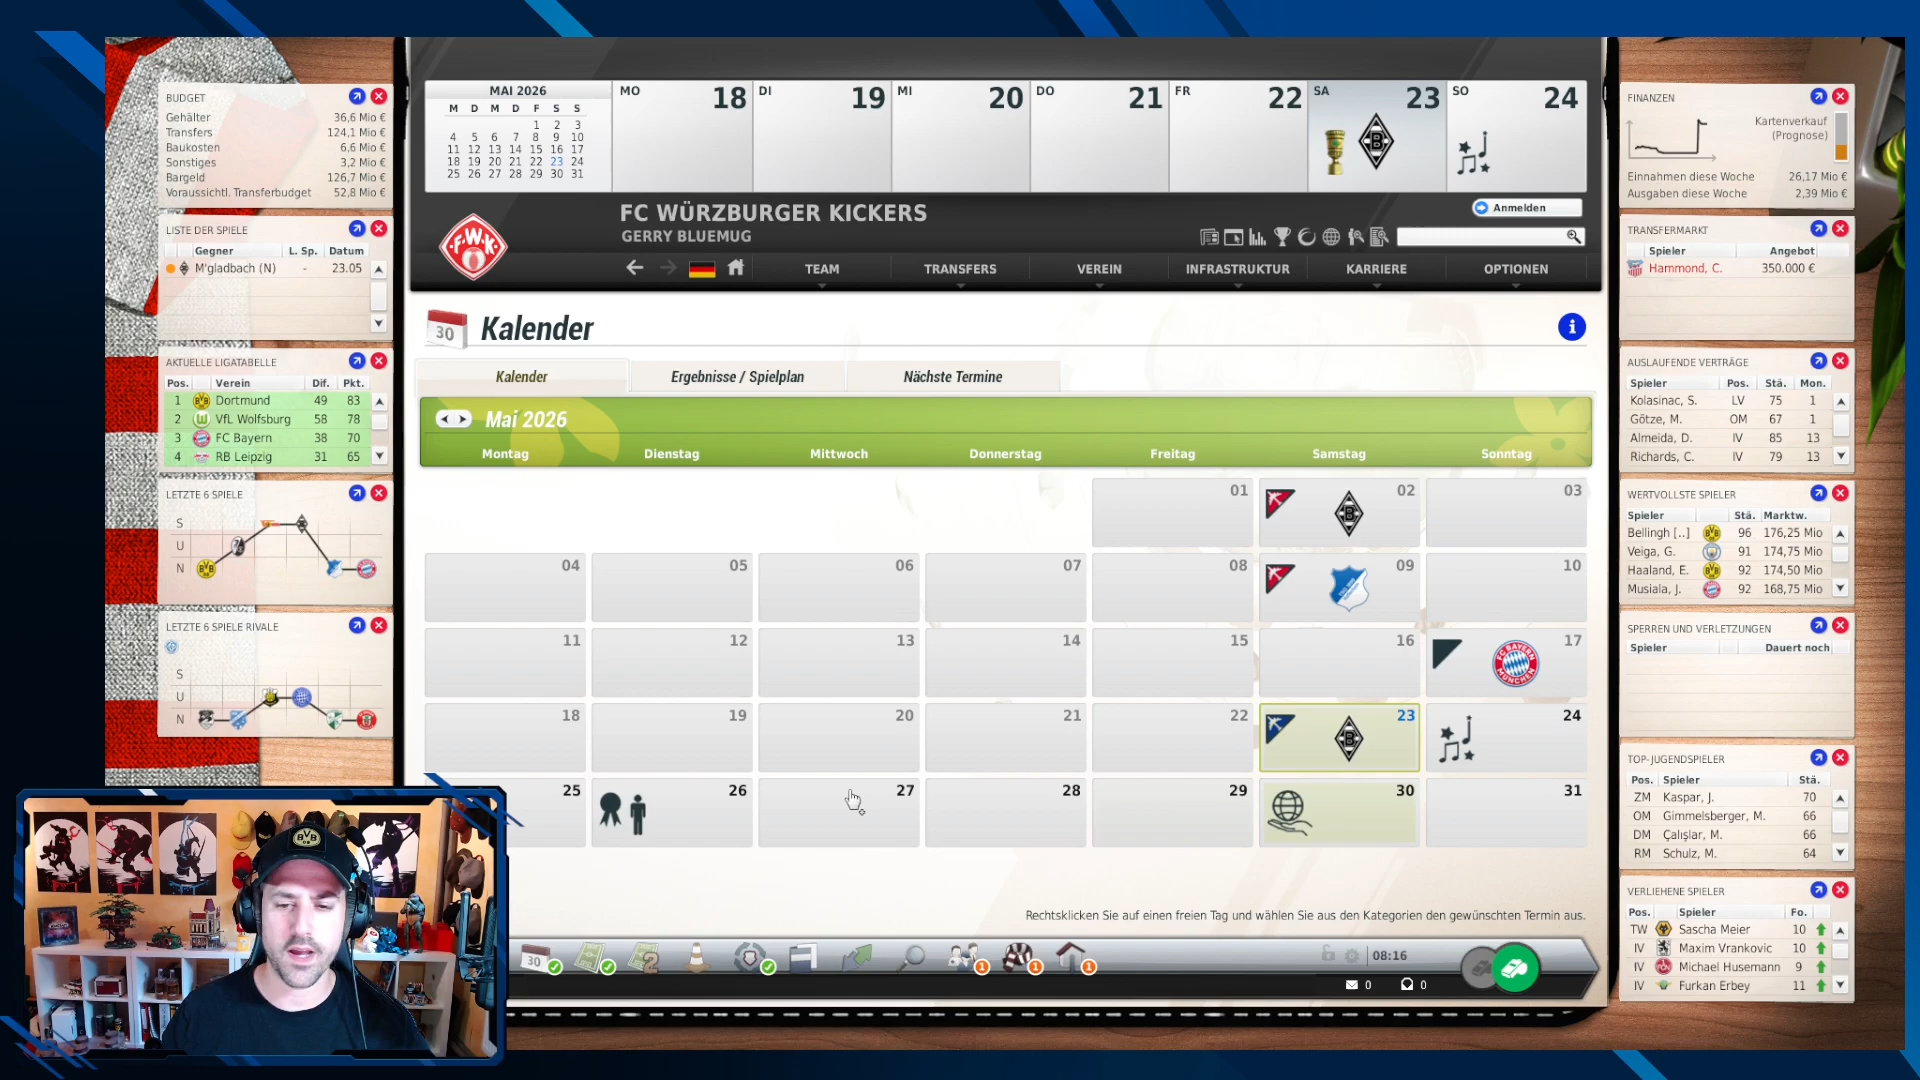 BUDGET
Gehälter 36,6 Mio €
Transfers 124,1 Mio €
Baukosten 6,6 Mio €
Sonstiges 3,2 Mio €
Bargeld 126,7 Mio €
Voraussichtl. Transferbudget 52,8 Mio €
LISTE DER SPIELE
Gegner L. Sp. Datum
M'gladbach (N) - 23.05
AKTUELLE LIGATABELLE
Pos. Verein Dif. Pkt.
1 Dortmund 49 83
2 VfL Wolfsburg 58 78
3 FC Bayern 38 70
4 RB Leipzig 31 65
LETZTE 6 SPIELE
S
U
N
LETZTE 6 SPIELE RIVALE
S
U
N
MAI 2026
M D M D F S S
1 2 3
4 5 6 7 8 9 10
11 12 13 14 15 16 17
18 19 20 21 22 23 24
25 26 27 28 29 30 31
MO 18 DI 19 MI 20 DO 21 FR 22 SA 23 SO 24
FC WÜRZBURGER KICKERS
GERRY BLUEMUG
Anmelden
FWK
TEAM TRANSFERS VEREIN INFRASTRUKTUR KARRIERE OPTIONEN
30 Kalender
Kalender Ergebnisse / Spielplan Nächste Termine
Mai 2026
Montag Dienstag Mittwoch Donnerstag Freitag Samstag Sonntag
01 02 03
04 05 06 07 08 09 10
11 12 13 14 15 16 17
18 19 20 21 22 23 24
25 26 27 28 29 30 31
Rechtsklicken Sie auf einen freien Tag und wählen Sie aus den Kategorien den gewünschten Termin aus.
30 2 1 1 1 08:16
0 0
FINANZEN
Kartenverkauf
(Prognose)
Einnahmen diese Woche 26,17 Mio €
Ausgaben diese Woche 2,39 Mio €
TRANSFERMARKT
Spieler Angebot
Hammond, C. 350.000 €
AUSLAUFENDE VERTRÄGE
Spieler Pos. Stä. Mon.
Kolasinac, S. LV 75 1
Götze, M. OM 67 1
Almeida, D. IV 85 13
Richards, C. IV 79 13
WERTVOLLSTE SPIELER
Spieler Stä. Marktw.
Bellingh [..] 96 176,25 Mio
Veiga, G. 91 174,75 Mio
Haaland, E. 92 174,50 Mio
Musiala, J. 92 168,75 Mio
SPERREN UND VERLETZUNGEN
Spieler Dauert noch
TOP-JUGENDSPIELER
Pos. Spieler Stä.
ZM Kaspar, J. 70
OM Gimmelsberger, M. 66
DM Çalışlar, M. 66
RM Schulz, M. 64
VERLIEHENE SPIELER
Pos. Spieler Fo.
TW Sascha Meier 10
IV Maxim Vrankovic 10
IV Michael Husemann 9
IV Furkan Erbey 11